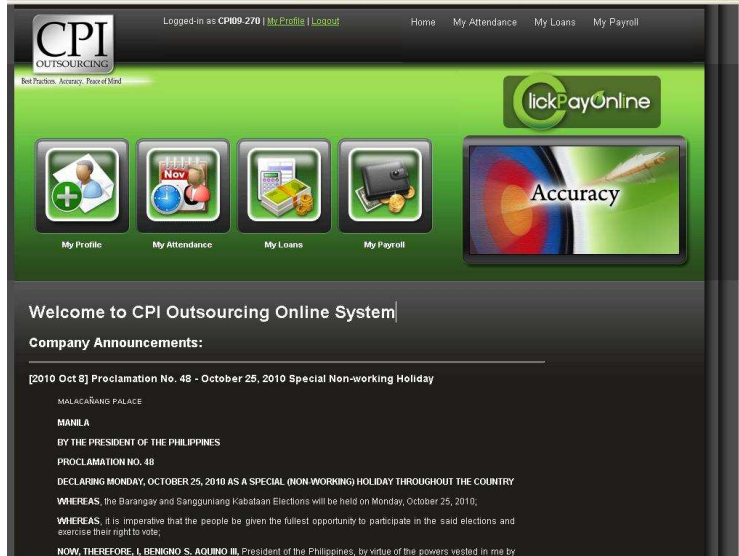 Logged-in as CPI09-270 | My Profile | Logout
Home My Attendance My Loans My Payroll
CPI
OUTSOURCING
Best Practices. Accuracy. Peace of Mind
ClickPayOnline
Nov
Accuracy
My Profile
My Attendance
My Loans
My Payroll
Welcome to CPI Outsourcing Online System
Company Announcements:
[2010 Oct 8] Proclamation No. 48 - October 25, 2010 Special Non-working Holiday
MALACAÑANG PALACE
MANILA
BY THE PRESIDENT OF THE PHILIPPINES
PROCLAMATION NO. 48
DECLARING MONDAY, OCTOBER 25, 2010 AS A SPECIAL (NON-WORKING) HOLIDAY THROUGHOUT THE COUNTRY
WHEREAS, the Barangay and Sangguniang Kabataan Elections will be held on Monday, October 25, 2010;
WHEREAS, it is imperative that the people be given the fullest opportunity to participate in the said elections and
exercise their right to vote;
NOW, THEREFORE, I, BENIGNO S. AQUINO III, President of the Philippines, by virtue of the powers vested in me by